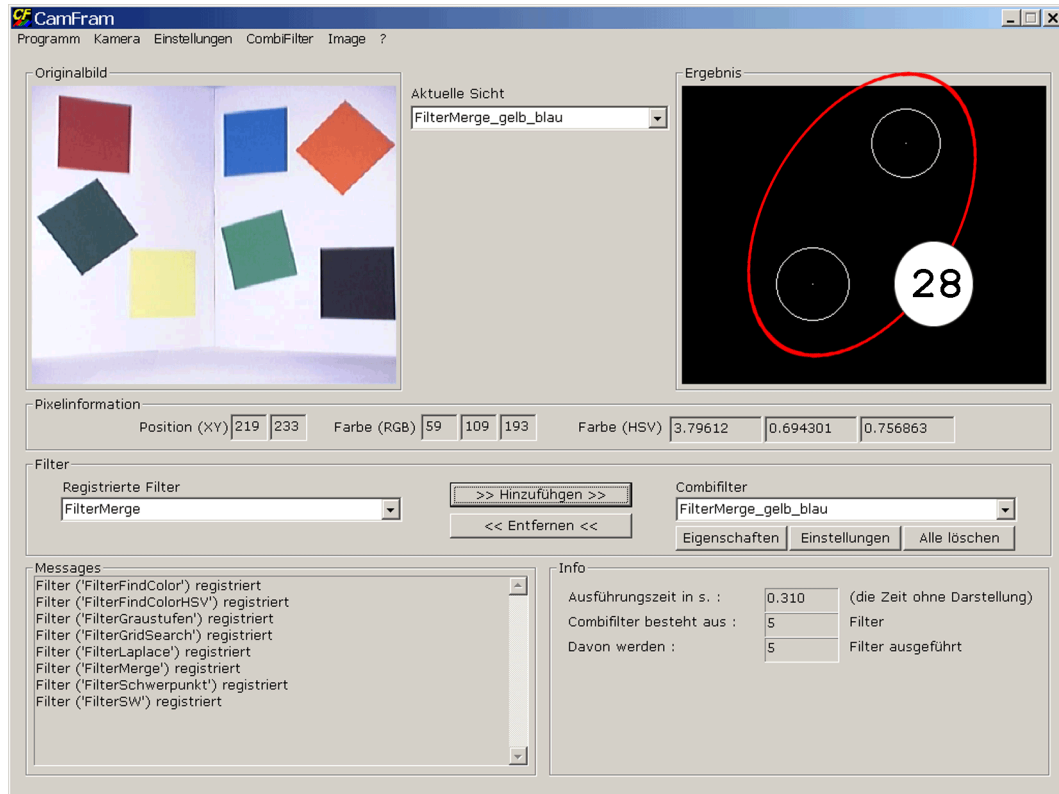 CF CamFram
Programm Kamera Einstellungen CombiFilter Image ?
Originalbild
Aktuelle Sicht
FilterMerge_gelb_blau
Ergebnis
28
Pixelinformation
Position (XY) 219 233 Farbe (RGB) 59 109 193 Farbe (HSV) 3.79612 0.694301 0.756863
Filter
Registrierte Filter
FilterMerge
>> Hinzufühgen >>
<< Entfernen <<
Combifilter
FilterMerge_gelb_blau
Eigenschaften Einstellungen Alle löschen
Messages
Filter ('FilterFindColor') registriert
Filter ('FilterFindColorHSV') registriert
Filter ('FilterGraustufen') registriert
Filter ('FilterGridSearch') registriert
Filter ('FilterLaplace') registriert
Filter ('FilterMerge') registriert
Filter ('FilterSchwerpunkt') registriert
Filter ('FilterSW') registriert
Info
Ausführungszeit in s. : 0.310 (die Zeit ohne Darstellung)
Combifilter besteht aus : 5 Filter
Davon werden : 5 Filter ausgeführt